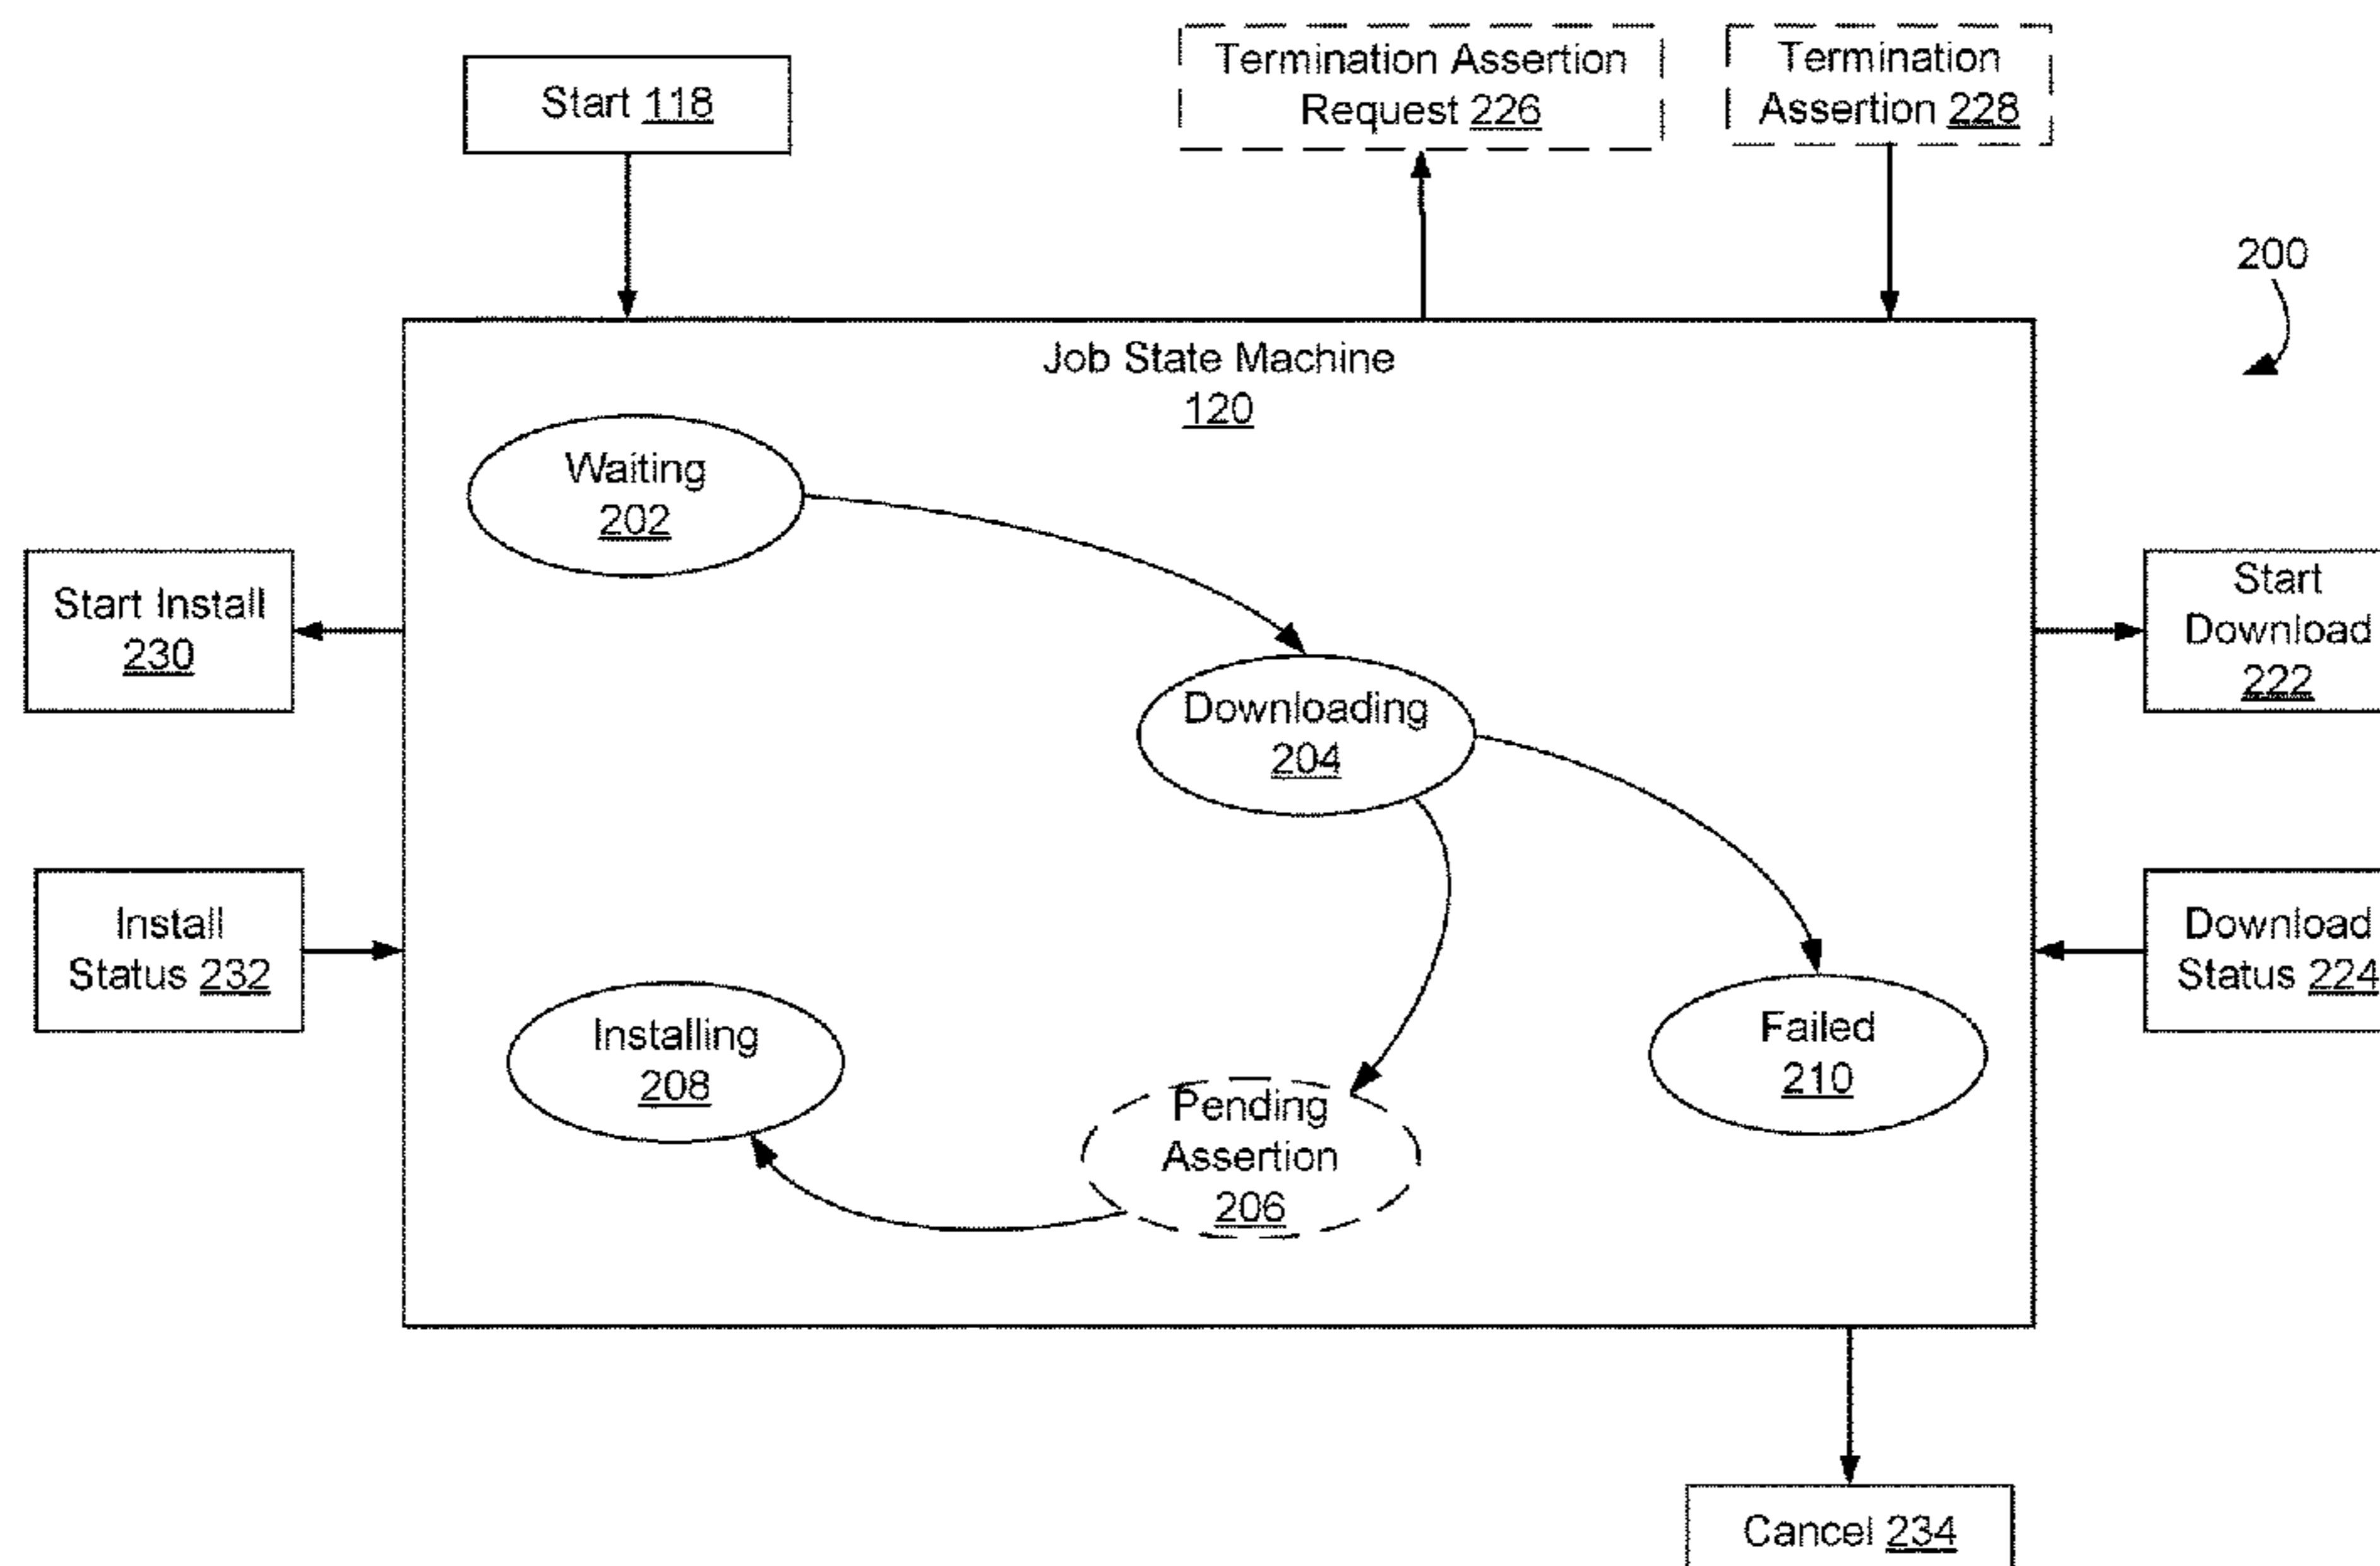 Start 118
Termination Assertion
Request 226
Termination
Assertion 228
200
Job State Machine
120
Waiting
202
Start Install
230
Start
Download
222
Downloading
204
Install
Status 232
Download
Status 224
Installing
208
Failed
210
Pending
Assertion
206
Cancel 234